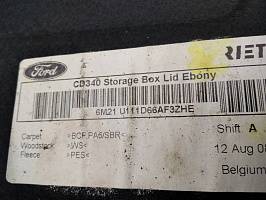 Ford
RIET
CD340 Storage Box Lid Ebony
6M21 U111D66AF3ZHE
Carpet >BCF,PA6/SBR<
Woodstock >WS<
Fleece >PES<
Shift A
12 Aug 08
Belgium